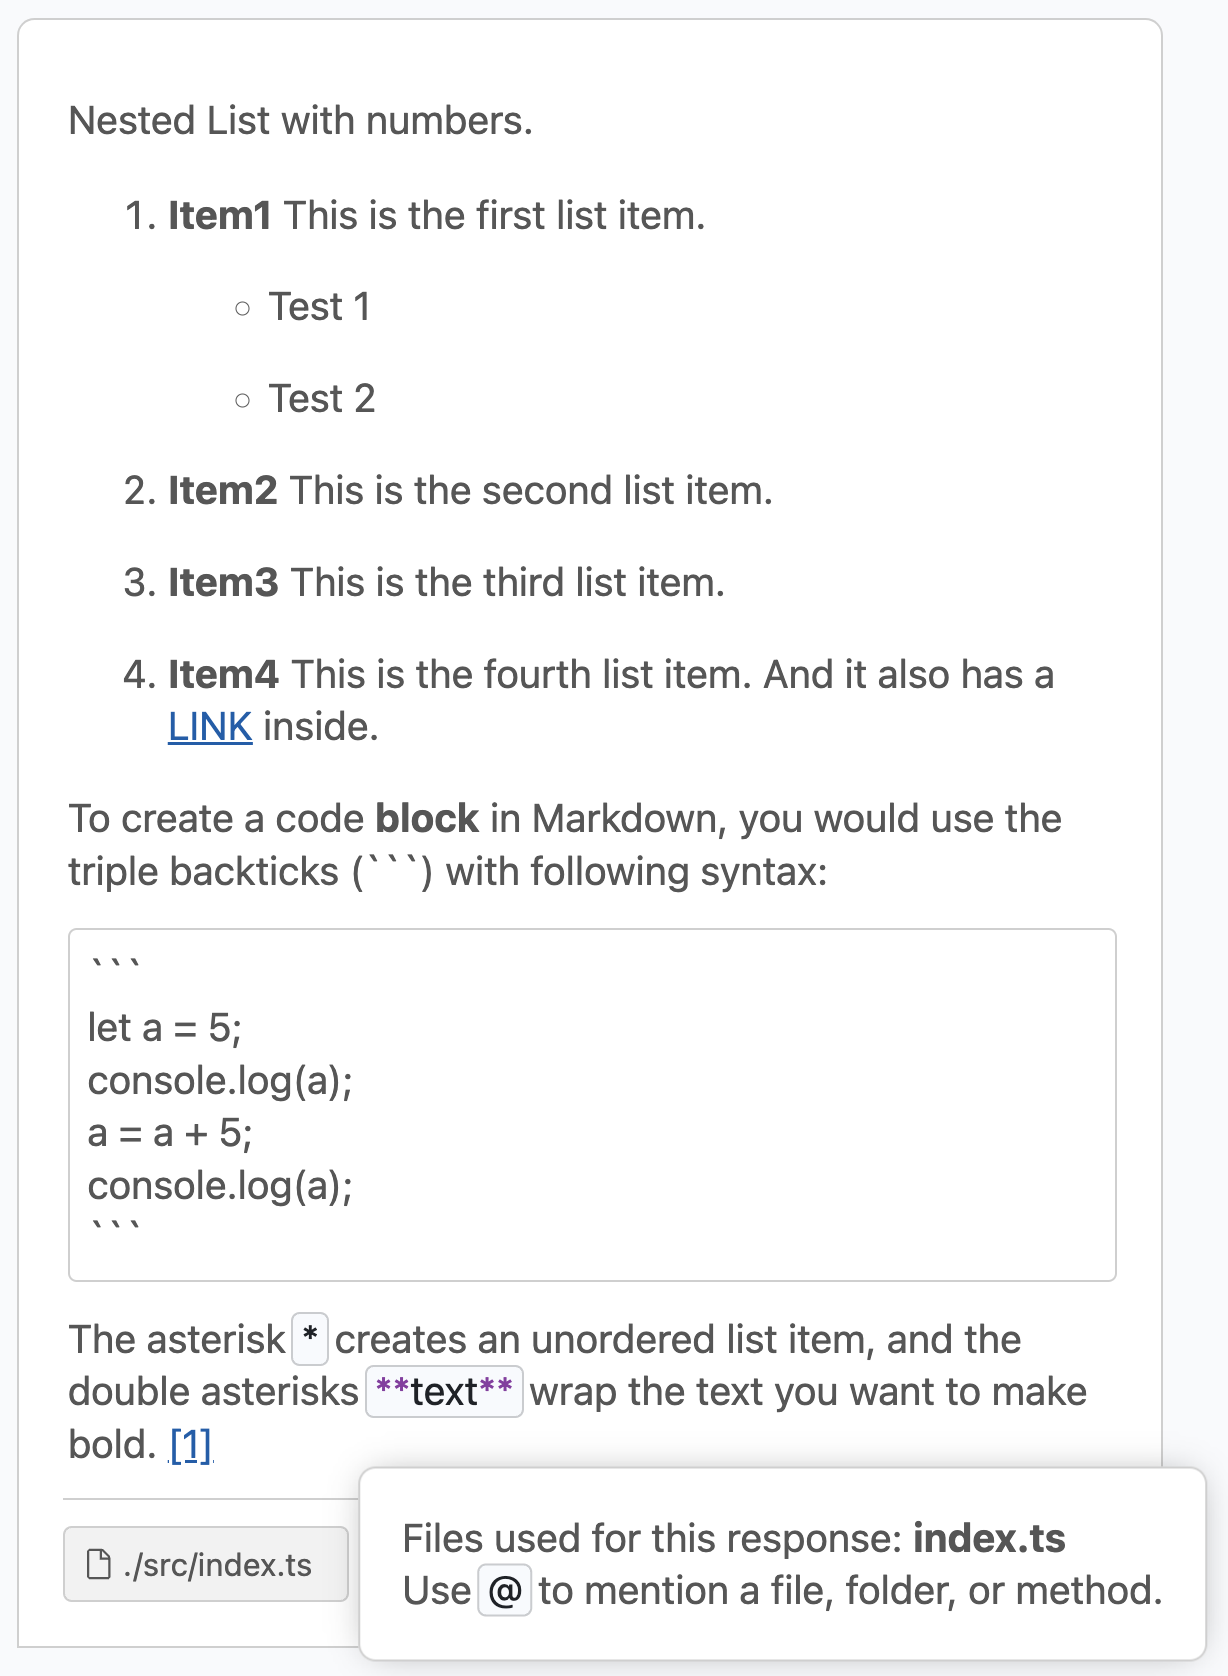 Nested List with numbers.
1. Item1 This is the first list item.
○ Test 1
○ Test 2
2. Item2 This is the second list item.
3. Item3 This is the third list item.
4. Item4 This is the fourth list item. And it also has a
LINK inside.
To create a code block in Markdown, you would use the
triple backticks (```) with following syntax:
```
let a = 5;
console.log(a);
a = a + 5;
console.log(a);
```
The asterisk * creates an unordered list item, and the
double asterisks **text** wrap the text you want to make
bold. [1]
./src/index.ts
Files used for this response: index.ts
Use @ to mention a file, folder, or method.